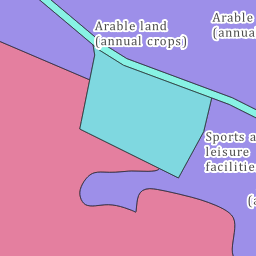 Arable land
(annual crops)
Arable
(annua
Sports a
leisure
facilitie
(a